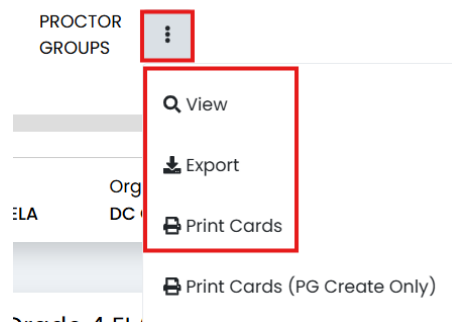 PROCTOR
GROUPS
View
Export
Org
ELA
DC
Print Cards
Print Cards (PG Create Only)